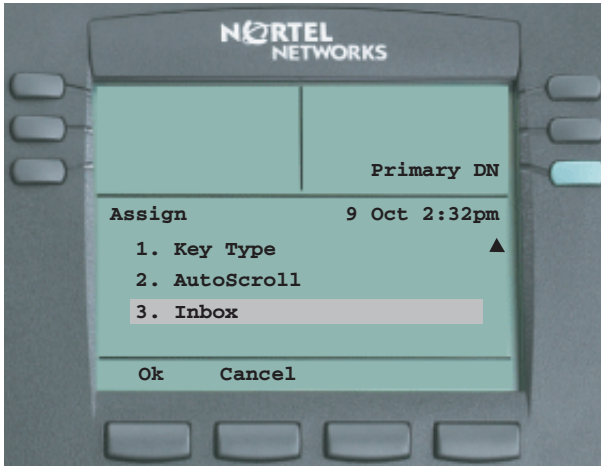 NORTEL
NETWORKS
Primary DN
Assign 9 Oct 2:32pm
1. Key Type
2. AutoScroll
3. Inbox
Ok Cancel